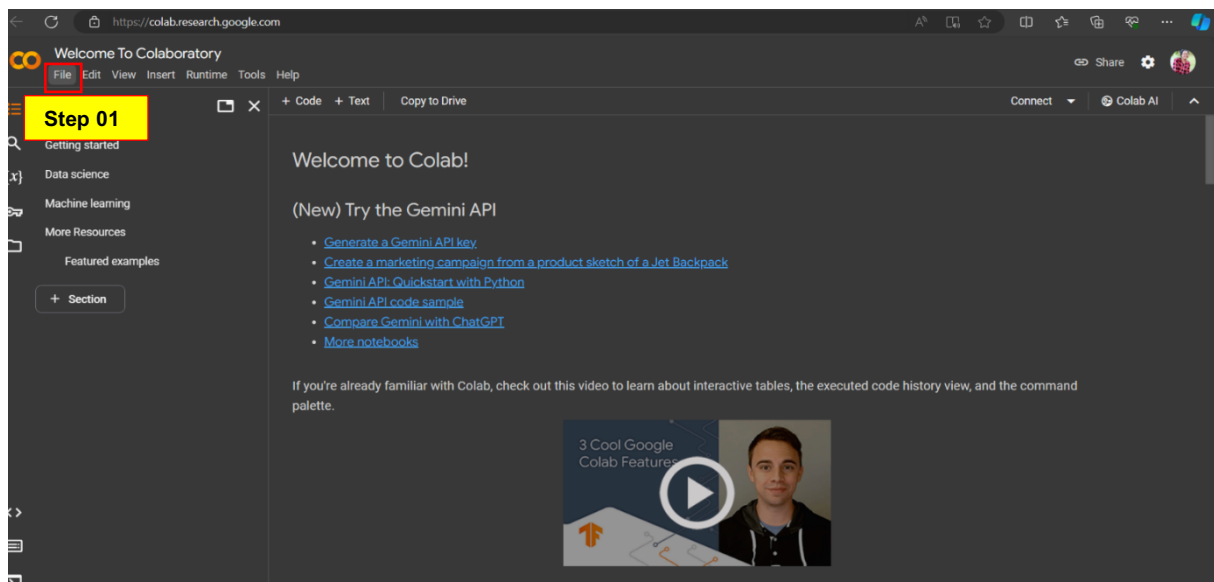 https://colab.research.google.com
CO Welcome To Colaboratory
File Edit View Insert Runtime Tools Help
Share
Step 01
+ Code + Text Copy to Drive
Connect Colab AI
Getting started
{x} Data science
Machine learning
More Resources
Featured examples
+ Section
Welcome to Colab!
(New) Try the Gemini API
• Generate a Gemini API key
• Create a marketing campaign from a product sketch of a Jet Backpack
• Gemini API: Quickstart with Python
• Gemini API code sample
• Compare Gemini with ChatGPT
• More notebooks
If you're already familiar with Colab, check out this video to learn about interactive tables, the executed code history view, and the command
palette.
3 Cool Google
Colab Features